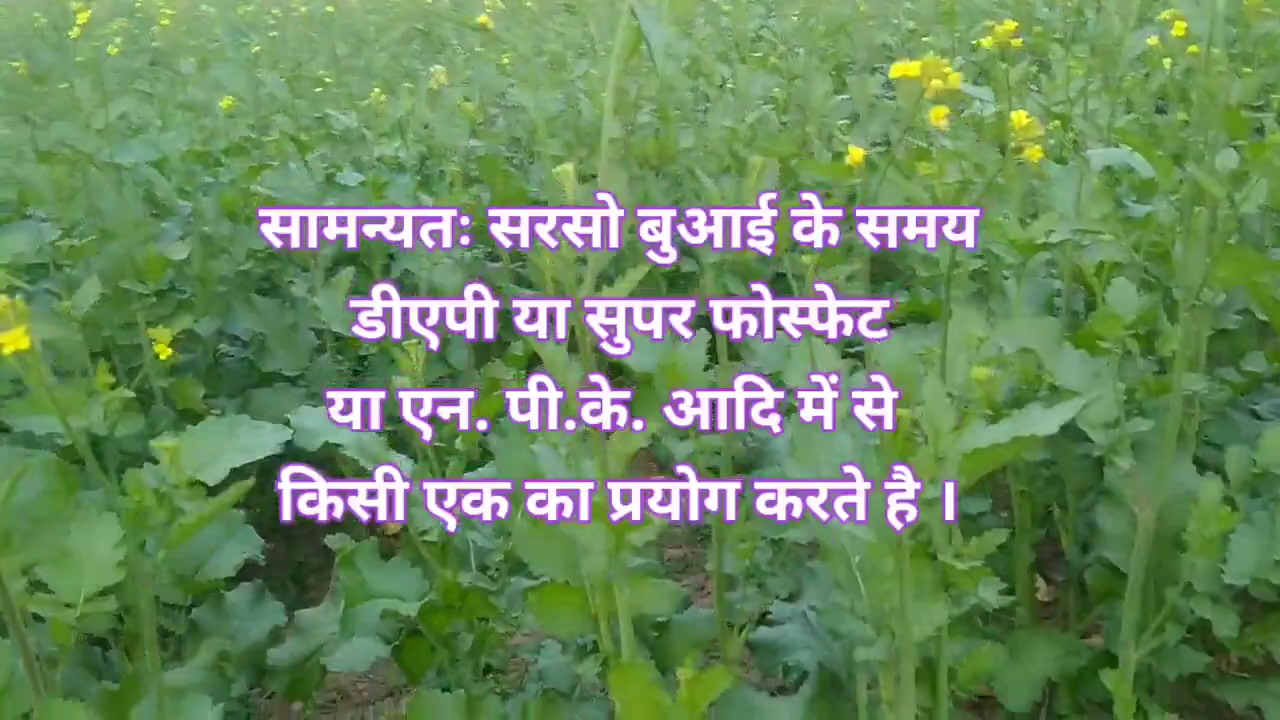 सामन्यतः सरसो बुआई के समय
डीएपी या सुपर फोस्फेट
या एन. पी.के. आदि में से
किसी एक का प्रयोग करते है ।